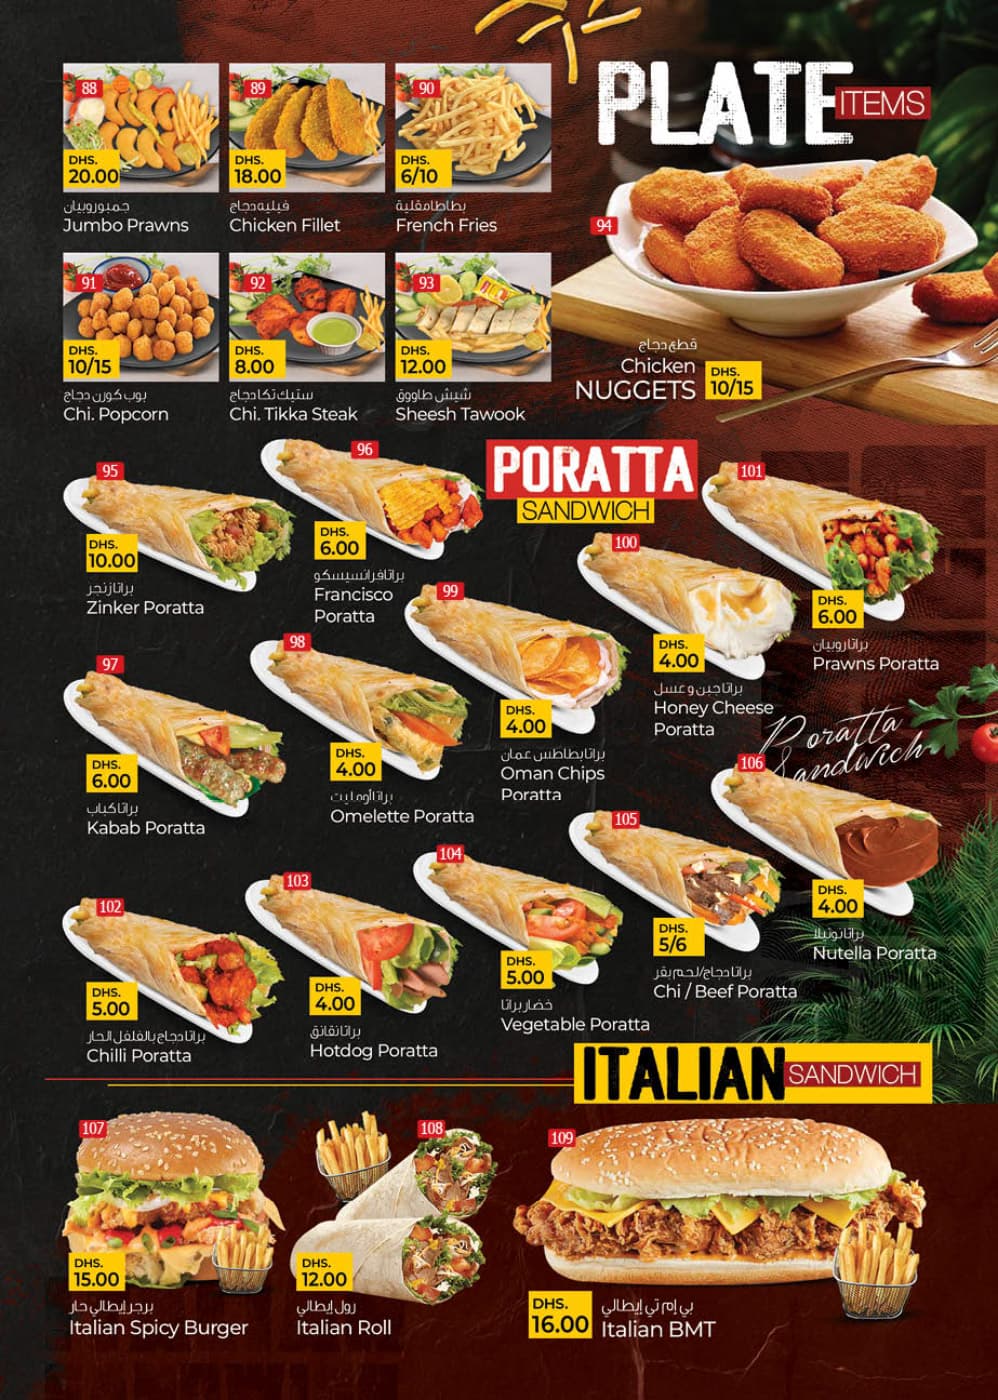 PLATE
ITEMS
88
DHS.
20.00
جمبوروبيان
Jumbo Prawns
89
DHS.
18.00
فيليه دجاج
Chicken Fillet
90
DHS.
6/10
بطاطا مقلية
French Fries
91
DHS.
10/15
بوب كورن دجاج
Chi. Popcorn
92
DHS.
8.00
ستيك تكا دجاج
Chi. Tikka Steak
93
DHS.
12.00
شيش طاووق
Sheesh Tawook
94
قطع دجاج
Chicken
NUGGETS
DHS.
10/15
PORATTA
SANDWICH
95
DHS.
10.00
براتا زنجر
Zinker Poratta
96
DHS.
6.00
براتا فرانسيسكو
Francisco
Poratta
99
DHS.
4.00
براتا بطاطس عمان
Oman Chips
Poratta
100
DHS.
4.00
براتا جبن و عسل
Honey Cheese
Poratta
101
DHS.
6.00
براتا روبيان
Prawns Poratta
97
DHS.
6.00
براتا كباب
Kabab Poratta
98
DHS.
4.00
براتا أومليت
Omelette Poratta
Poratta
Sandwich
106
DHS.
4.00
براتا نوتيلا
Nutella Poratta
102
DHS.
5.00
براتا دجاج بالفلفل الحار
Chilli Poratta
103
DHS.
4.00
براتا نقانق
Hotdog Poratta
104
DHS.
5.00
خضار براتا
Vegetable Poratta
105
DHS.
5/6
براتا دجاج/لحم بقر
Chi / Beef Poratta
ITALIAN
SANDWICH
107
DHS.
15.00
برجر إيطالي حار
Italian Spicy Burger
108
DHS.
12.00
رول إيطالي
Italian Roll
109
DHS.
16.00
بي إم تي إيطالي
Italian BMT